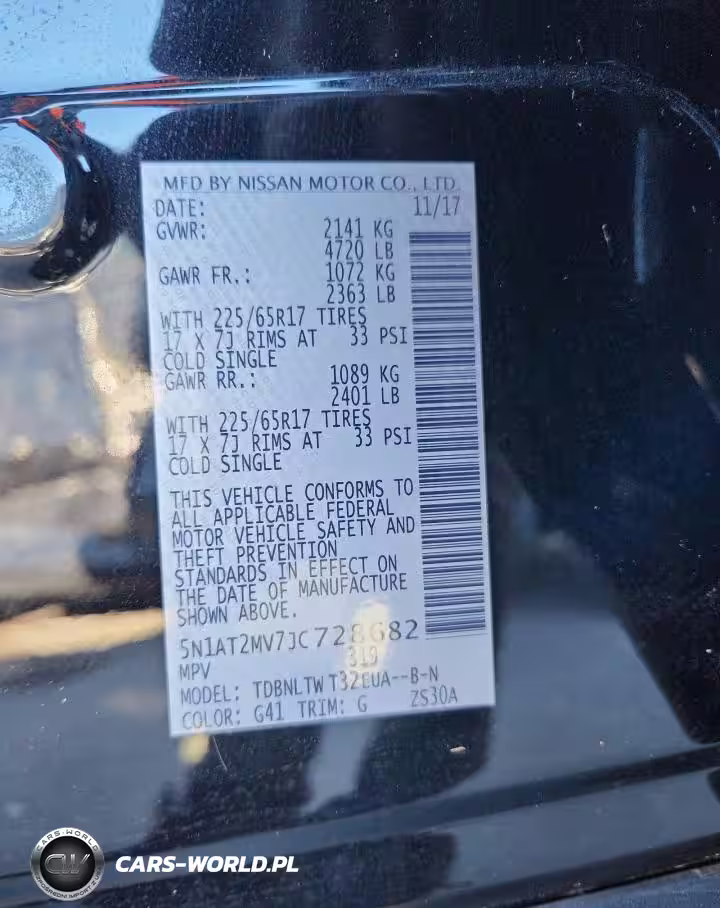 MFD BY NISSAN MOTOR CO., LTD.
DATE: 11/17
GVWR: 2141 KG
4720 LB
GAWR FR.: 1072 KG
2363 LB
WITH 225/65R17 TIRES
17 X 7J RIMS AT 33 PSI
COLD SINGLE
GAWR RR.: 1089 KG
2401 LB
WITH 225/65R17 TIRES
17 X 7J RIMS AT 33 PSI
COLD SINGLE
THIS VEHICLE CONFORMS TO
ALL APPLICABLE FEDERAL
MOTOR VEHICLE SAFETY AND
THEFT PREVENTION
STANDARDS IN EFFECT ON
THE DATE OF MANUFACTURE
SHOWN ABOVE.
5N1AT2MV7JC728682
MPV 319
MODEL: TDBNLTW T32EUA--B-N
COLOR: G41 TRIM: G ZS30A
CARS-WORLD
CW
CARS-WORLD.PL